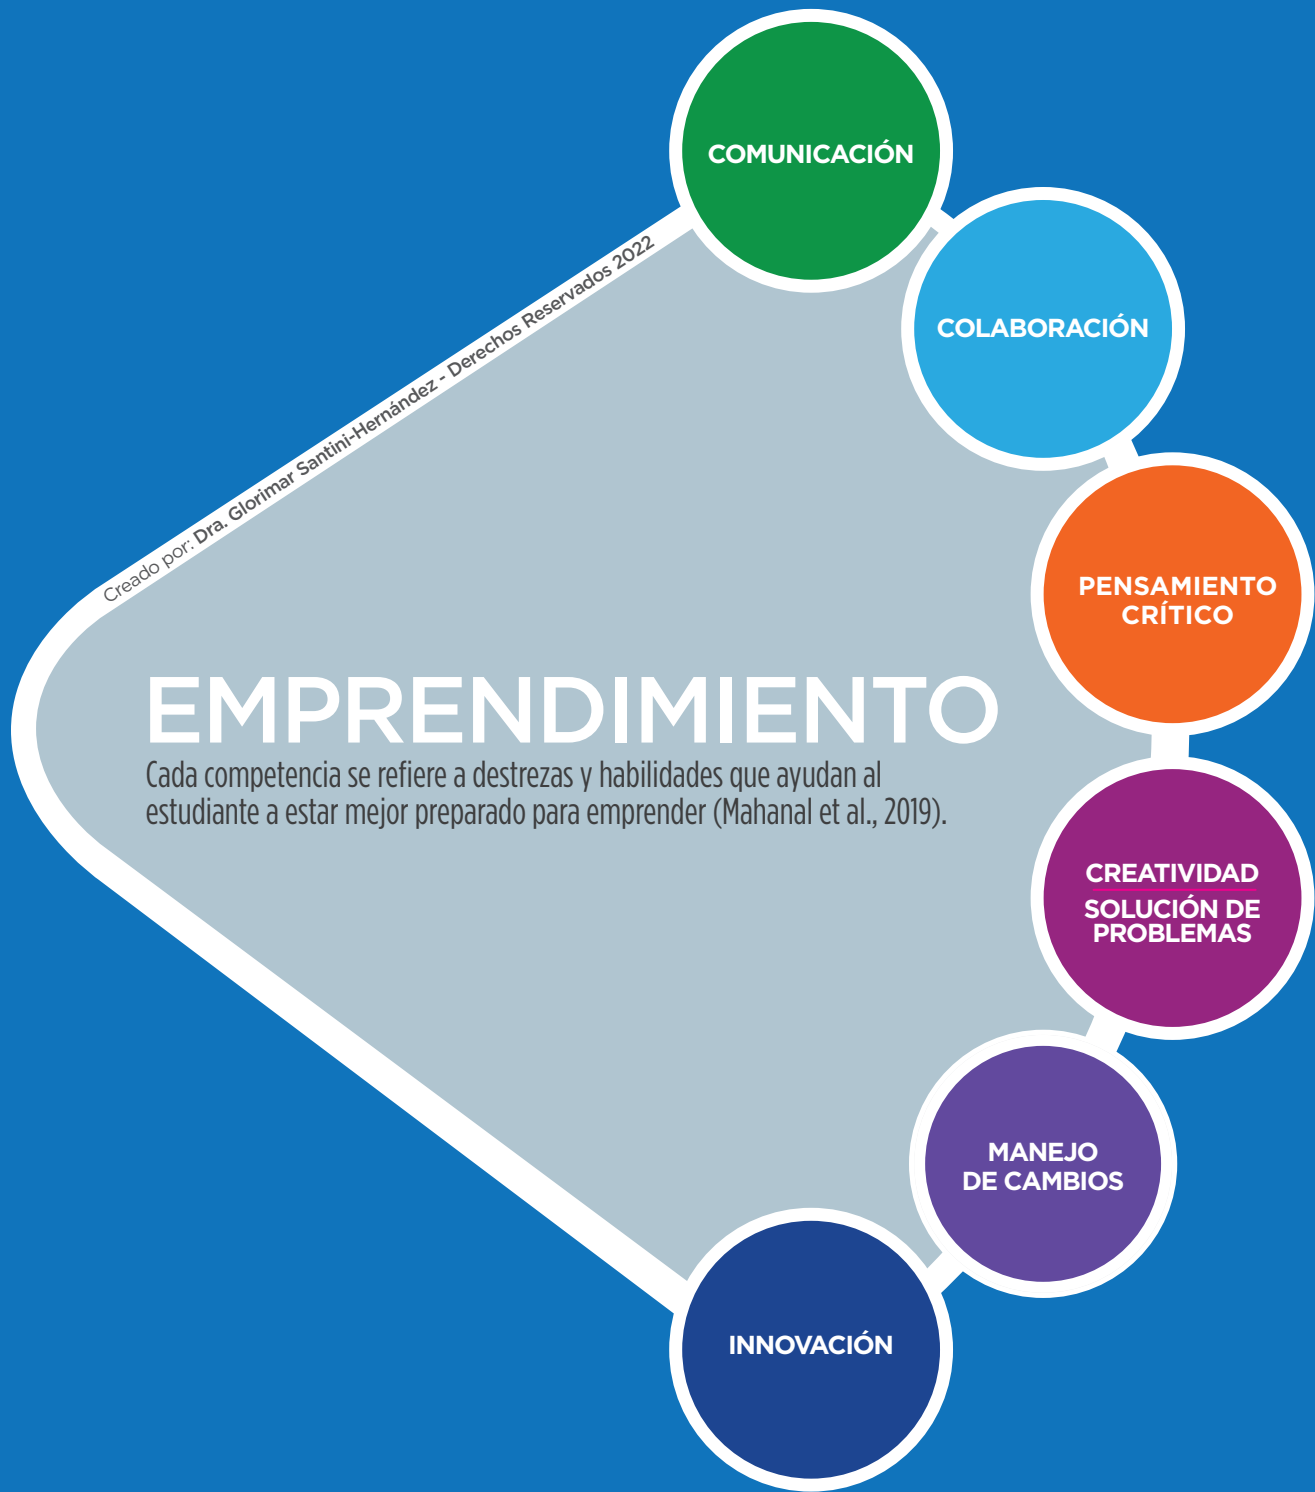 COMUNICACIÓN
COLABORACIÓN
Creado por: Dra. Glorimar Santini-Hernández - Derechos Reservados 2022
PENSAMIENTO
CRÍTICO
EMPRENDIMIENTO
Cada competencia se refiere a destrezas y habilidades que ayudan al
estudiante a estar mejor preparado para emprender (Mahanal et al., 2019).
CREATIVIDAD
SOLUCIÓN DE
PROBLEMAS
MANEJO
DE CAMBIOS
INNOVACIÓN